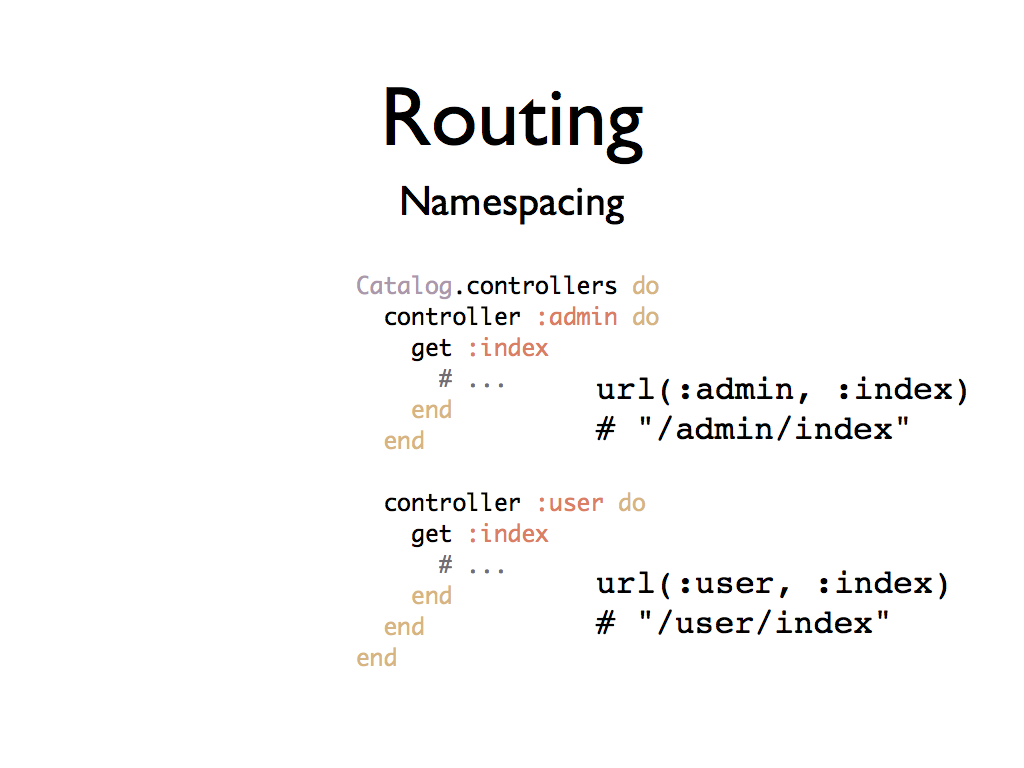 Routing
Namespacing
Catalog.controllers do
  controller :admin do
    get :index
      # ...
    end
  end
url(:admin, :index)
# "/admin/index"
  controller :user do
    get :index
      # ...
    end
  end
end
url(:user, :index)
# "/user/index"